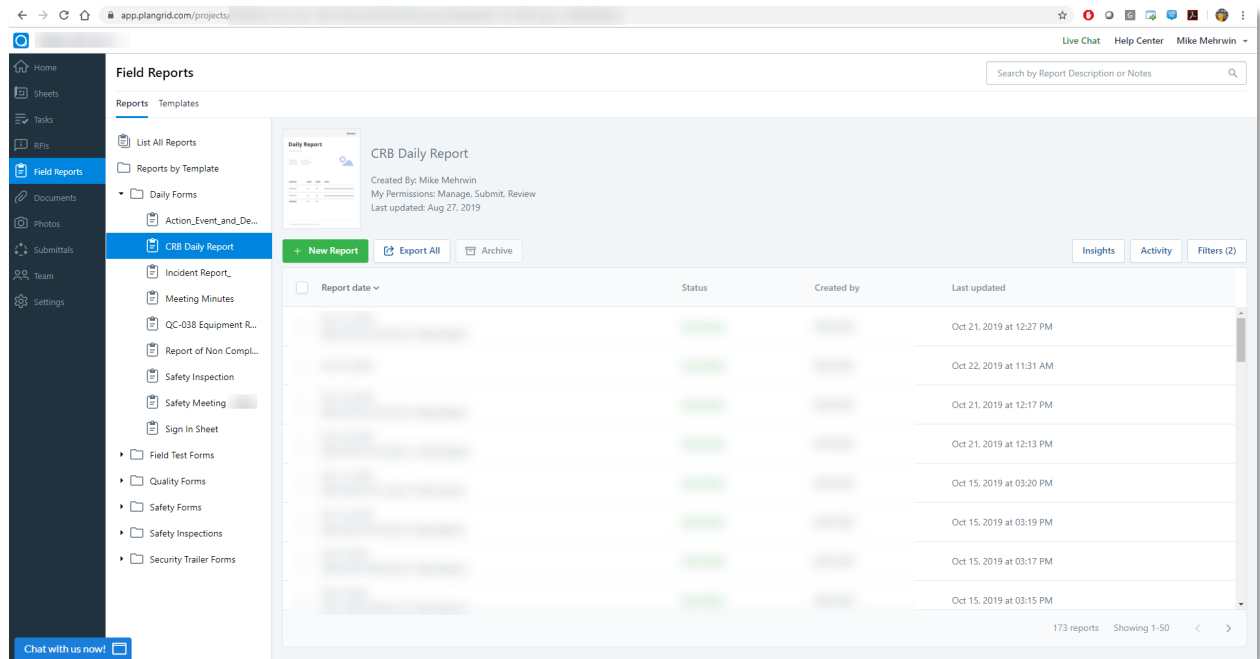 app.plangrid.com/projects/
Live Chat Help Center Mike Mehrwin
Home
Sheets
Tasks
RFIs
Field Reports
Documents
Photos
Submittals
Team
Settings
Field Reports
Search by Report Description or Notes
Reports Templates
List All Reports
Reports by Template
Daily Forms
Action_Event_and_De...
CRB Daily Report
Incident Report_
Meeting Minutes
QC-038 Equipment R...
Report of Non Compl...
Safety Inspection
Safety Meeting
Sign In Sheet
Field Test Forms
Quality Forms
Safety Forms
Safety Inspections
Security Trailer Forms
Daily Report
CRB Daily Report
Created By: Mike Mehrwin
My Permissions: Manage, Submit, Review
Last updated: Aug 27, 2019
+ New Report Export All Archive Insights Activity Filters (2)
Report date Status Created by Last updated
Oct 21, 2019 at 12:27 PM
Oct 22, 2019 at 11:31 AM
Oct 21, 2019 at 12:17 PM
Oct 21, 2019 at 12:13 PM
Oct 15, 2019 at 03:20 PM
Oct 15, 2019 at 03:19 PM
Oct 15, 2019 at 03:17 PM
Oct 15, 2019 at 03:15 PM
173 reports Showing 1-50
Chat with us now!